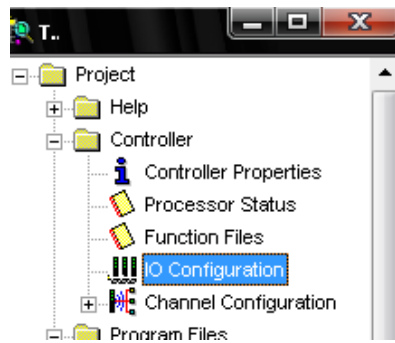 T..
Project
Help
Controller
Controller Properties
Processor Status
Function Files
IO Configuration
Channel Configuration
Program Files